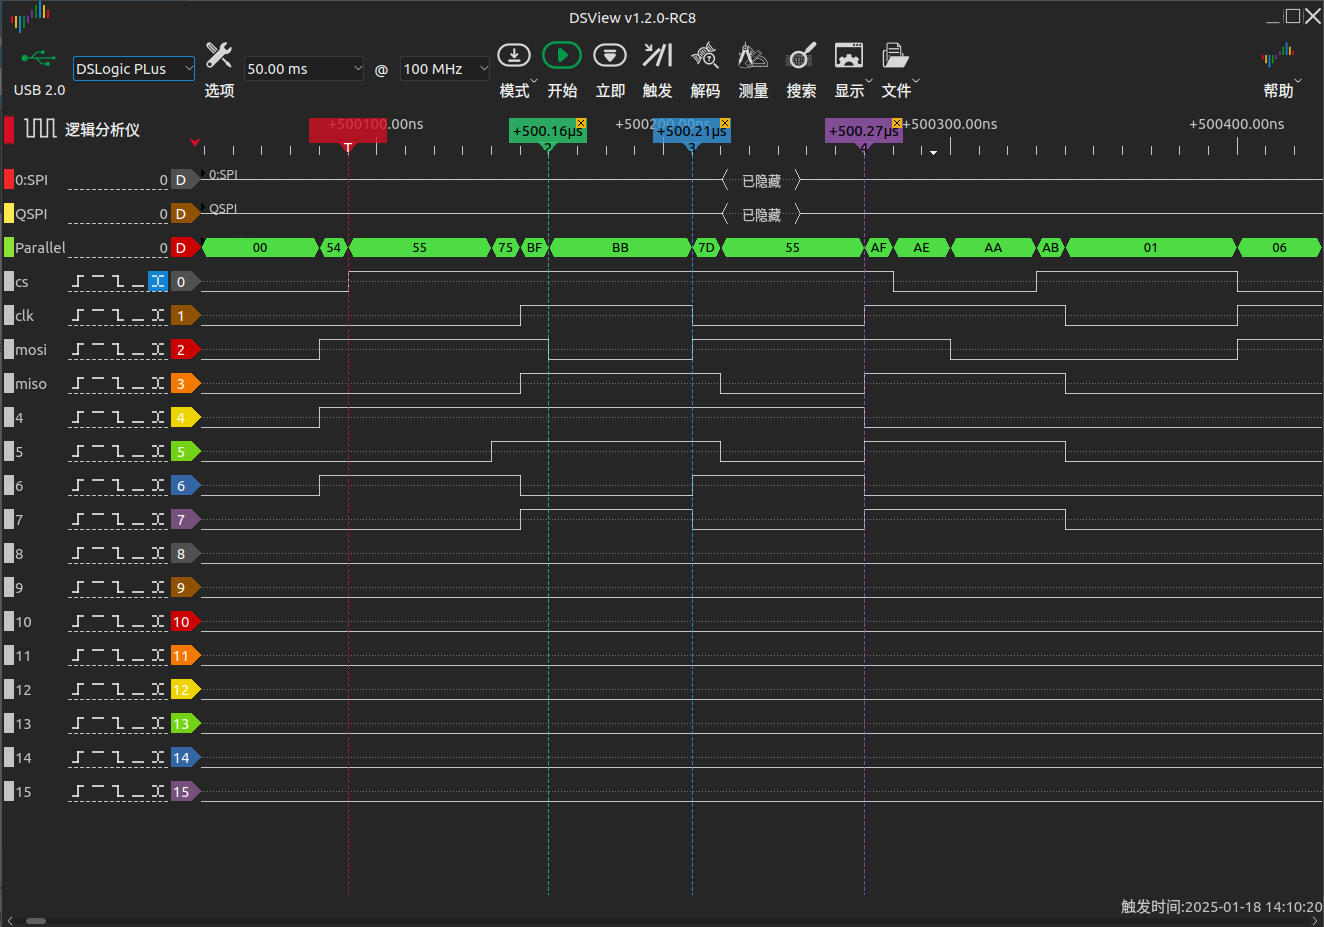 DSView v1.2.0-RC8
USB 2.0
DSLogic PLus
选项
50.00 ms
@
100 MHz
模式
开始
立即
触发
解码
测量
搜索
显示
文件
帮助
逻辑分析仪
+500100.00ns
+500200.00ns
+500300.00ns
+500400.00ns
T
+500.16µs
2
+500.21µs
3
+500.27µs
4
0:SPI 0 D 0:SPI 已隐藏
QSPI 0 D QSPI 已隐藏
Parallel 0 D 00 54 55 75 BF BB 7D 55 AF AE AA AB 01 06
cs 0
clk 1
mosi 2
miso 3
4 4
5 5
6 6
7 7
8 8
9 9
10 10
11 11
12 12
13 13
14 14
15 15
触发时间:2025-01-18 14:10:20